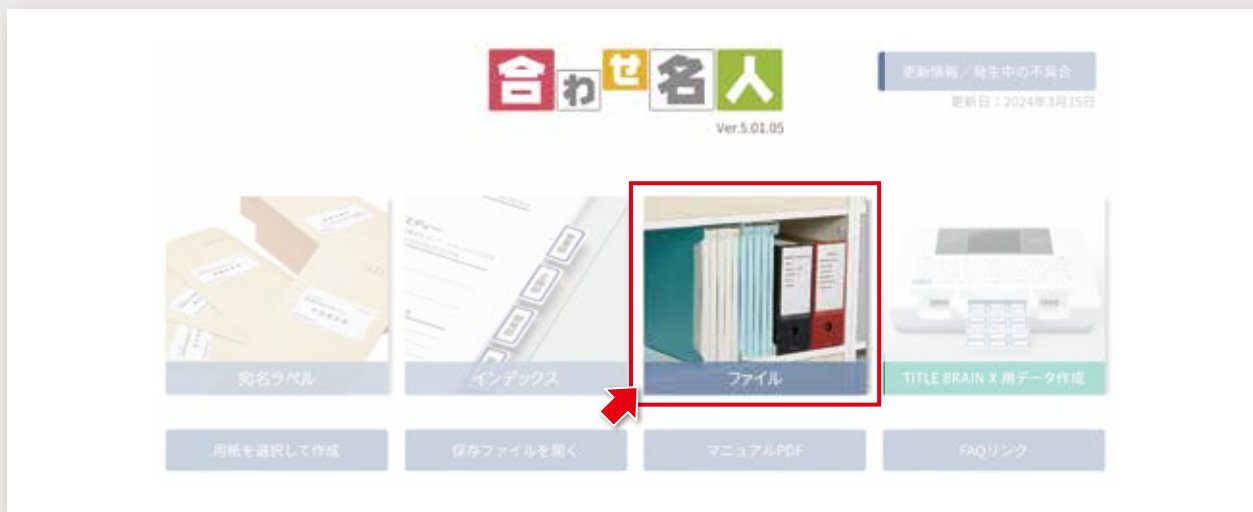 合わせ名人
Ver.5.01.05
更新情報／発生中の不具合
更新日：2024年3月15日
宛名ラベル
インデックス
ファイル
TITLE BRAIN X 用データ作成
用紙を選択して作成
保存ファイルを開く
マニュアルPDF
FAQリンク